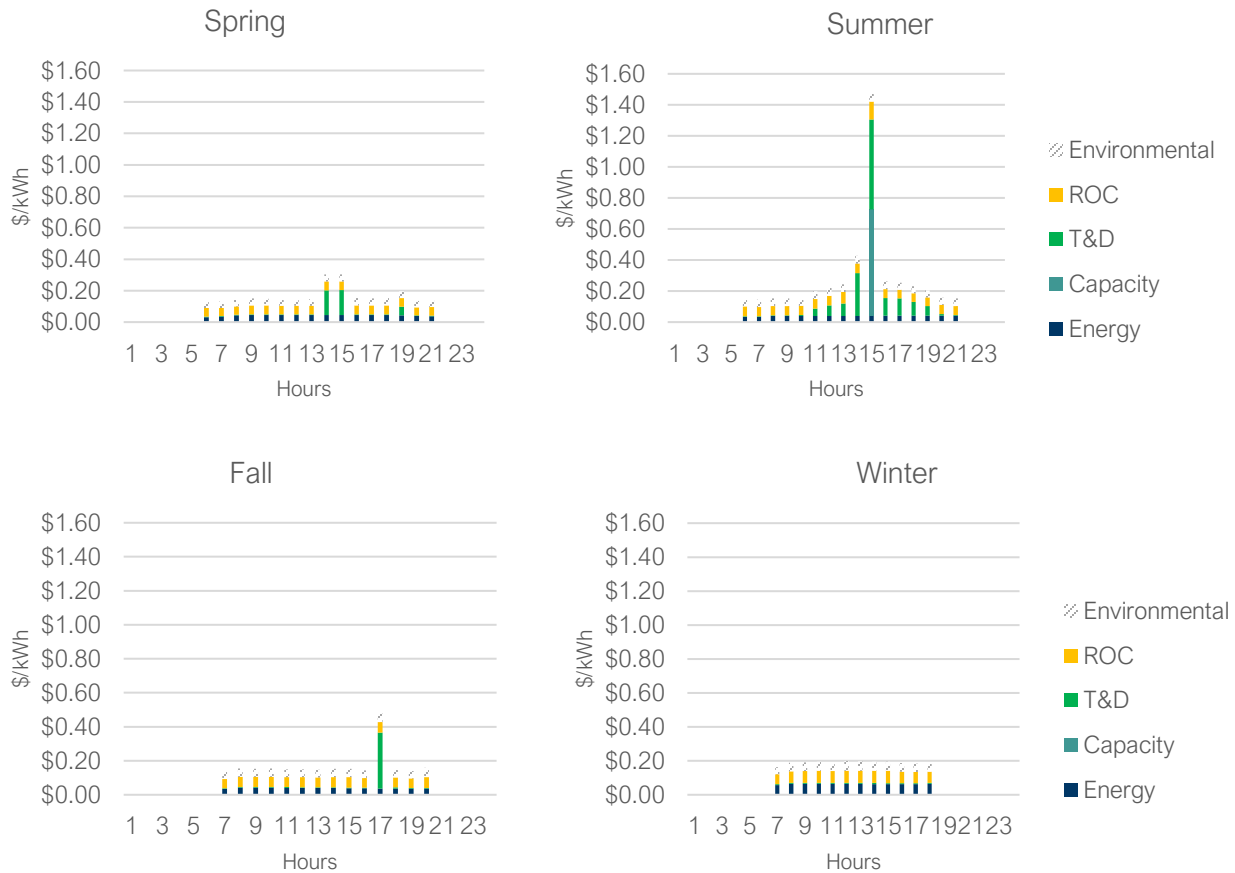 Spring
$1.60
$1.40
$1.20
$1.00
$0.80
$0.60
$0.40
$0.20
$0.00
$/kWh
1 3 5 7 9 11 13 15 17 19 21 23
Hours
Summer
$1.60
$1.40
$1.20
$1.00
$0.80
$0.60
$0.40
$0.20
$0.00
$/kWh
1 3 5 7 9 11 13 15 17 19 21 23
Hours
Environmental
ROC
T&D
Capacity
Energy
Fall
$1.60
$1.40
$1.20
$1.00
$0.80
$0.60
$0.40
$0.20
$0.00
$/kWh
1 3 5 7 9 11 13 15 17 19 21 23
Hours
Winter
$1.60
$1.40
$1.20
$1.00
$0.80
$0.60
$0.40
$0.20
$0.00
$/kWh
1 3 5 7 9 11 13 15 17 19 21 23
Hours
Environmental
ROC
T&D
Capacity
Energy